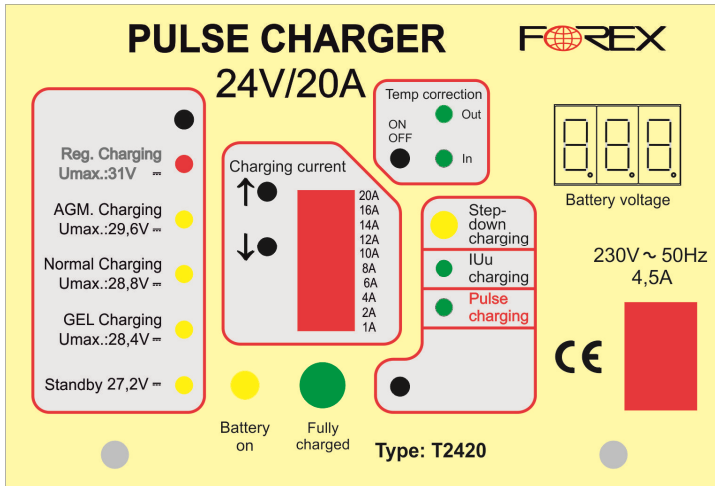 PULSE CHARGER
24V/20A
FOREX
Reg. Charging
Umax.:31V ⎓
AGM. Charging
Umax.:29,6V ⎓
Normal Charging
Umax.:28,8V ⎓
GEL Charging
Umax.:28,4V ⎓
Standby 27,2V ⎓
Charging current
↑
↓
20A
16A
14A
12A
10A
8A
6A
4A
2A
1A
Temp correction
Out
ON
OFF
In
Step-
down
charging
IUu
charging
Pulse
charging
8.8.8.
Battery voltage
230V ~ 50Hz
4,5A
CE
Battery
on
Fully
charged
Type: T2420